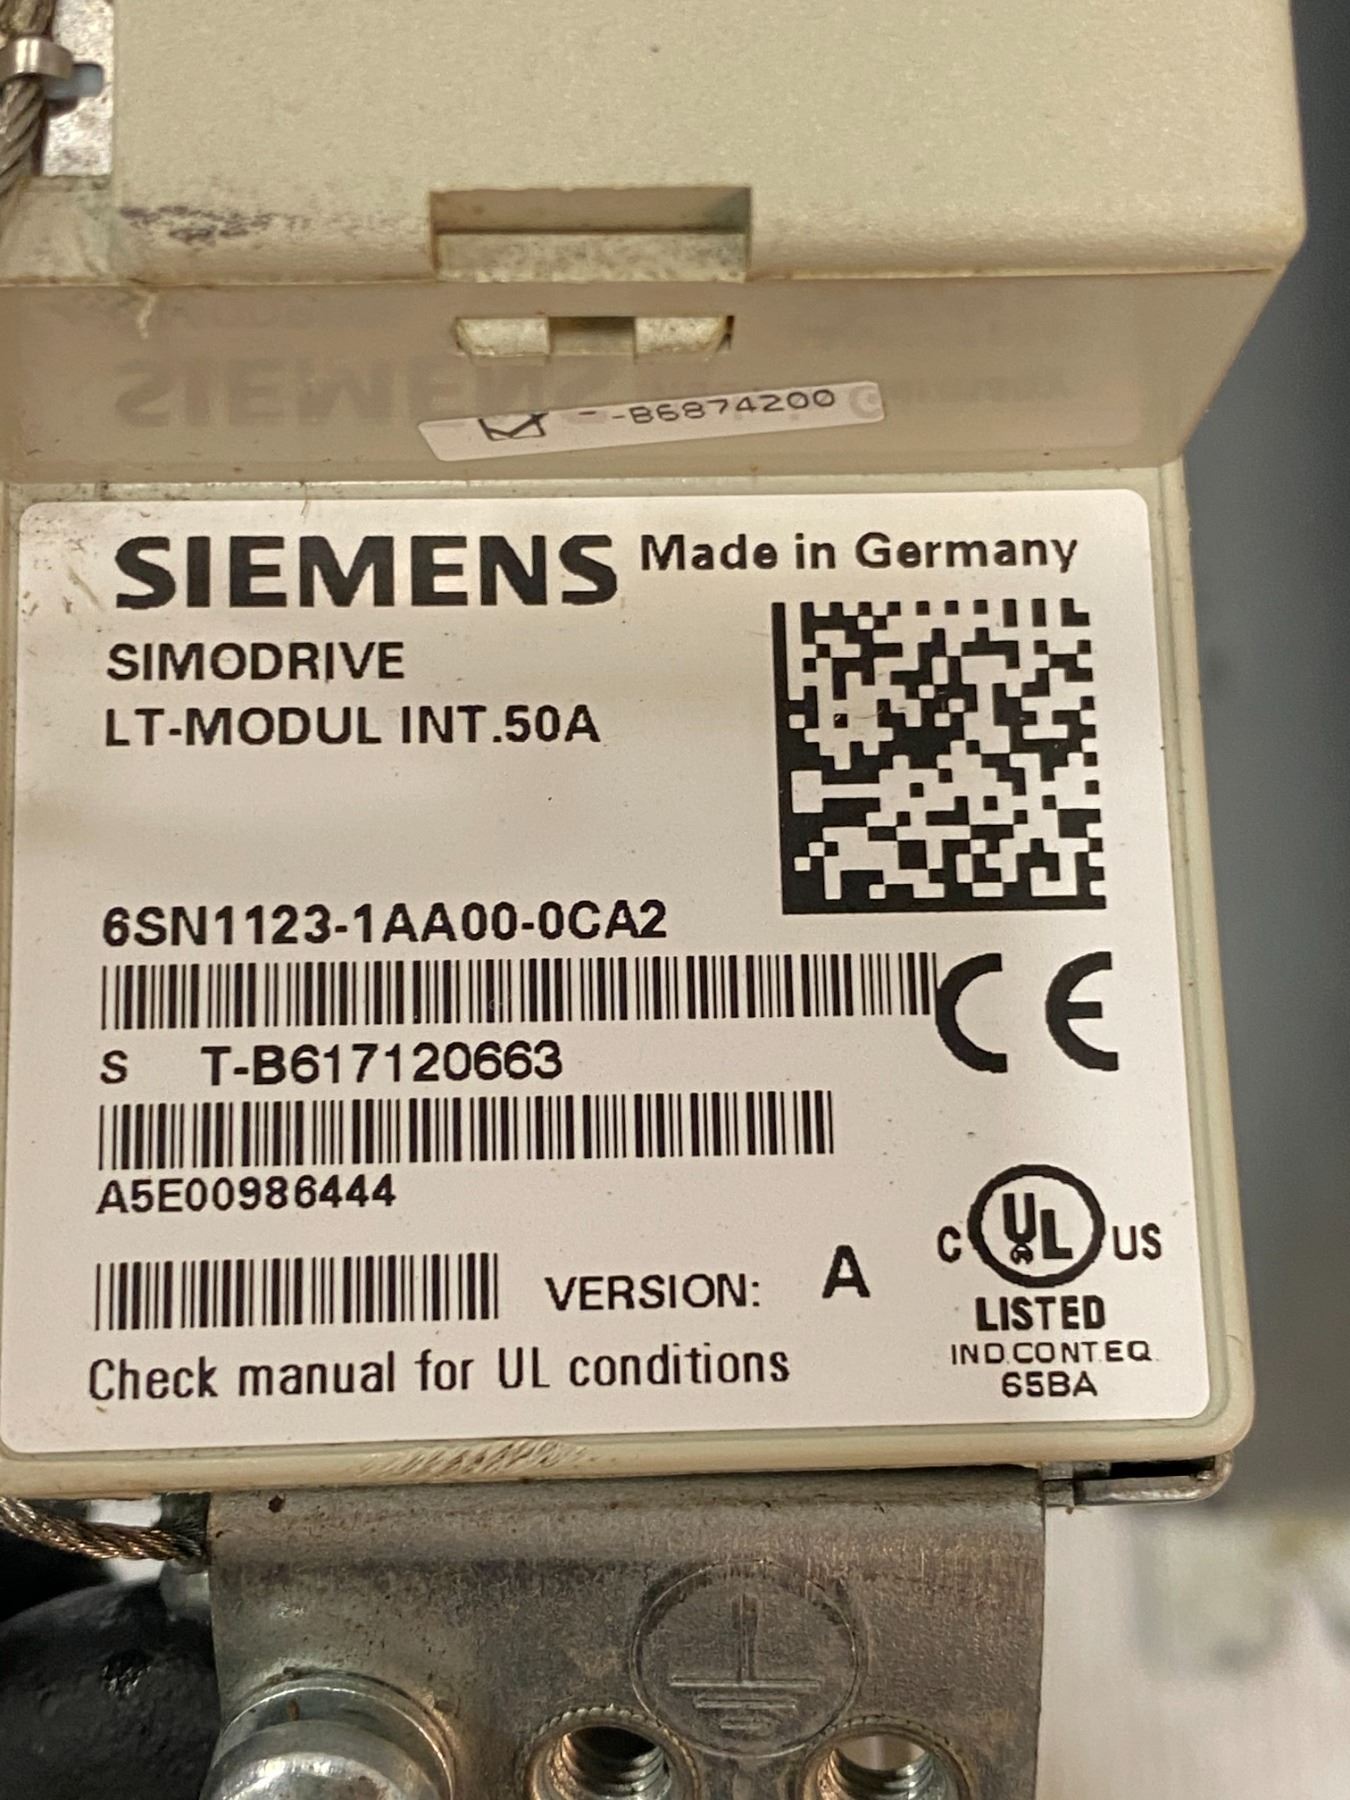 -B6874200
SIEMENS Made in Germany
SIMODRIVE
LT-MODUL INT.50A
6SN1123-1AA00-0CA2
CE
S T-B617120663
A5E00986444
VERSION: A
C UL US
LISTED
IND.CONT.EQ.
65BA
Check manual for UL conditions